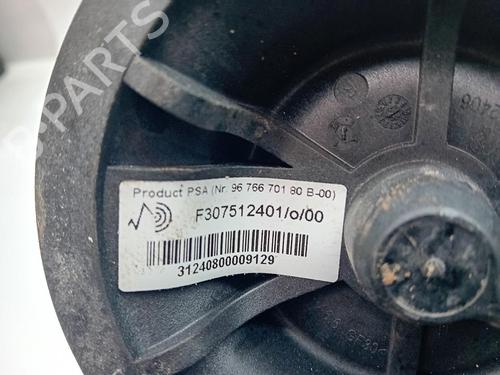 B-PARTS
Product PSA (Nr. 96 766 701 80 B-00)
F307512401/o/00
31240800009129